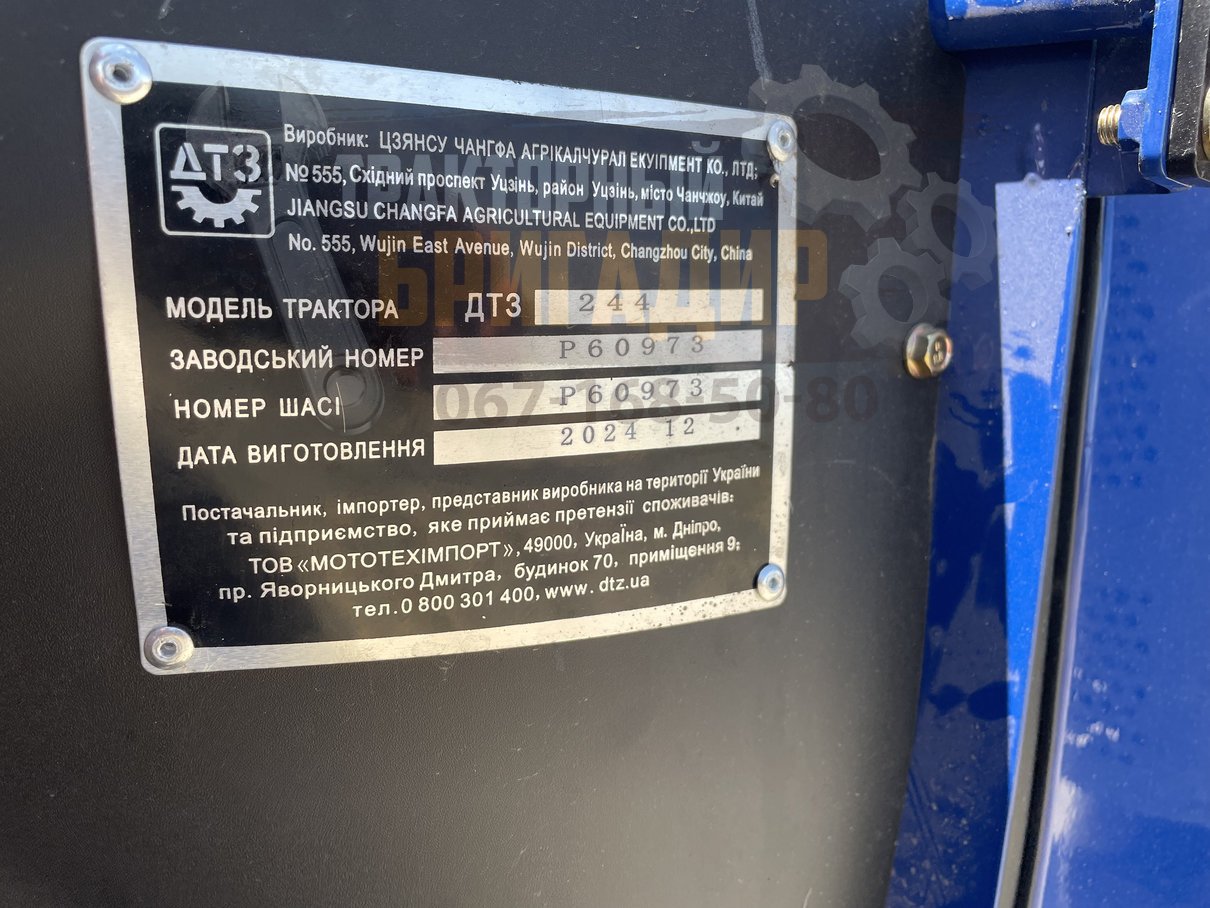 ДТЗ
Виробник: ЦЗЯНСУ ЧАНГФА АГРІКАЛЧУРАЛ ЕКУІПМЕНТ КО., ЛТД;
№ 555, Східний проспект Уцзінь, район Уцзінь, місто Чанчжоу, Китай
JIANGSU CHANGFA AGRICULTURAL EQUIPMENT CO.,LTD
No. 555, Wujin East Avenue, Wujin District, Changzhou City, China
МОДЕЛЬ ТРАКТОРА ДТЗ 244
ЗАВОДСЬКИЙ НОМЕР P60973
НОМЕР ШАСІ P60973
ДАТА ВИГОТОВЛЕННЯ 2024 12
Постачальник, імпортер, представник виробника на території України
та підприємство, яке приймає претензії споживачів:
ТОВ «МОТОТЕХІМПОРТ», 49000, Україна, м. Дніпро,
пр. Яворницького Дмитра, будинок 70, приміщення 9;
тел. 0 800 301 400, www. dtz.ua
ТРАКТОРНЫЙ
БРИГАДИР
067-168-50-80